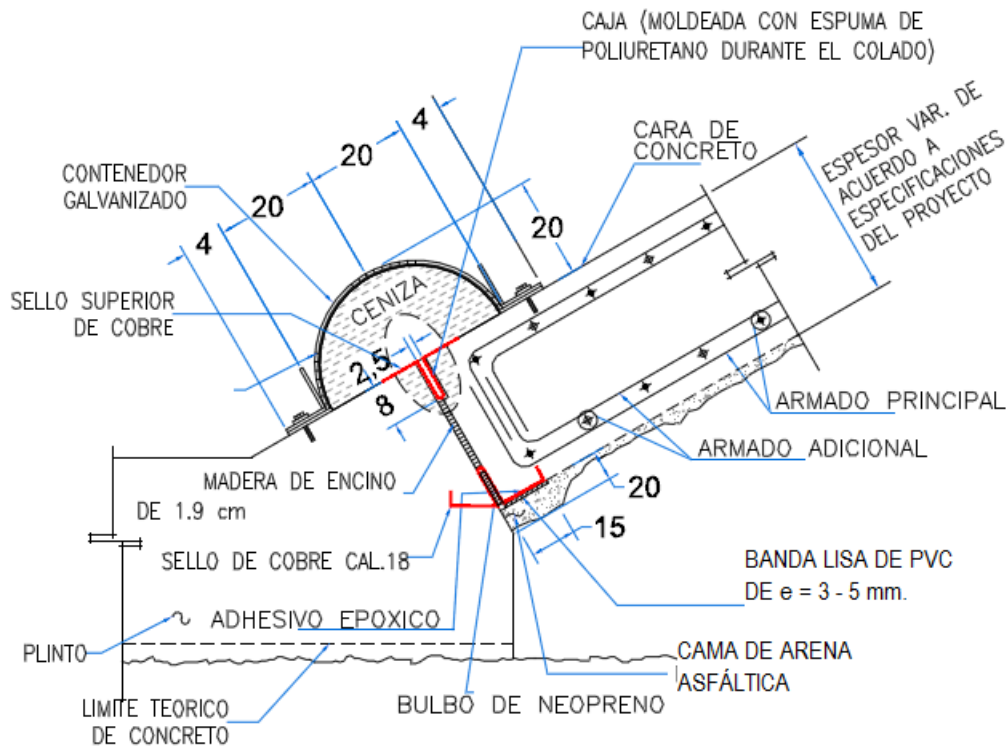 CAJA (MOLDEADA CON ESPUMA DE
POLIURETANO DURANTE EL COLADO)
4
20
20
4
CARA DE
CONCRETO
ESPESOR VAR. DE
ACUERDO A
ESPECIFICACIONES
DEL PROYECTO
CONTENEDOR
GALVANIZADO
20
CENIZA
SELLO SUPERIOR
DE COBRE
2,5
8
ARMADO PRINCIPAL
ARMADO ADICIONAL
MADERA DE ENCINO
DE 1.9 cm
20
15
SELLO DE COBRE CAL.18
BANDA LISA DE PVC
DE e = 3 - 5 mm.
ADHESIVO EPOXICO
PLINTO
CAMA DE ARENA
ASFÁLTICA
BULBO DE NEOPRENO
LIMITE TEORICO
DE CONCRETO